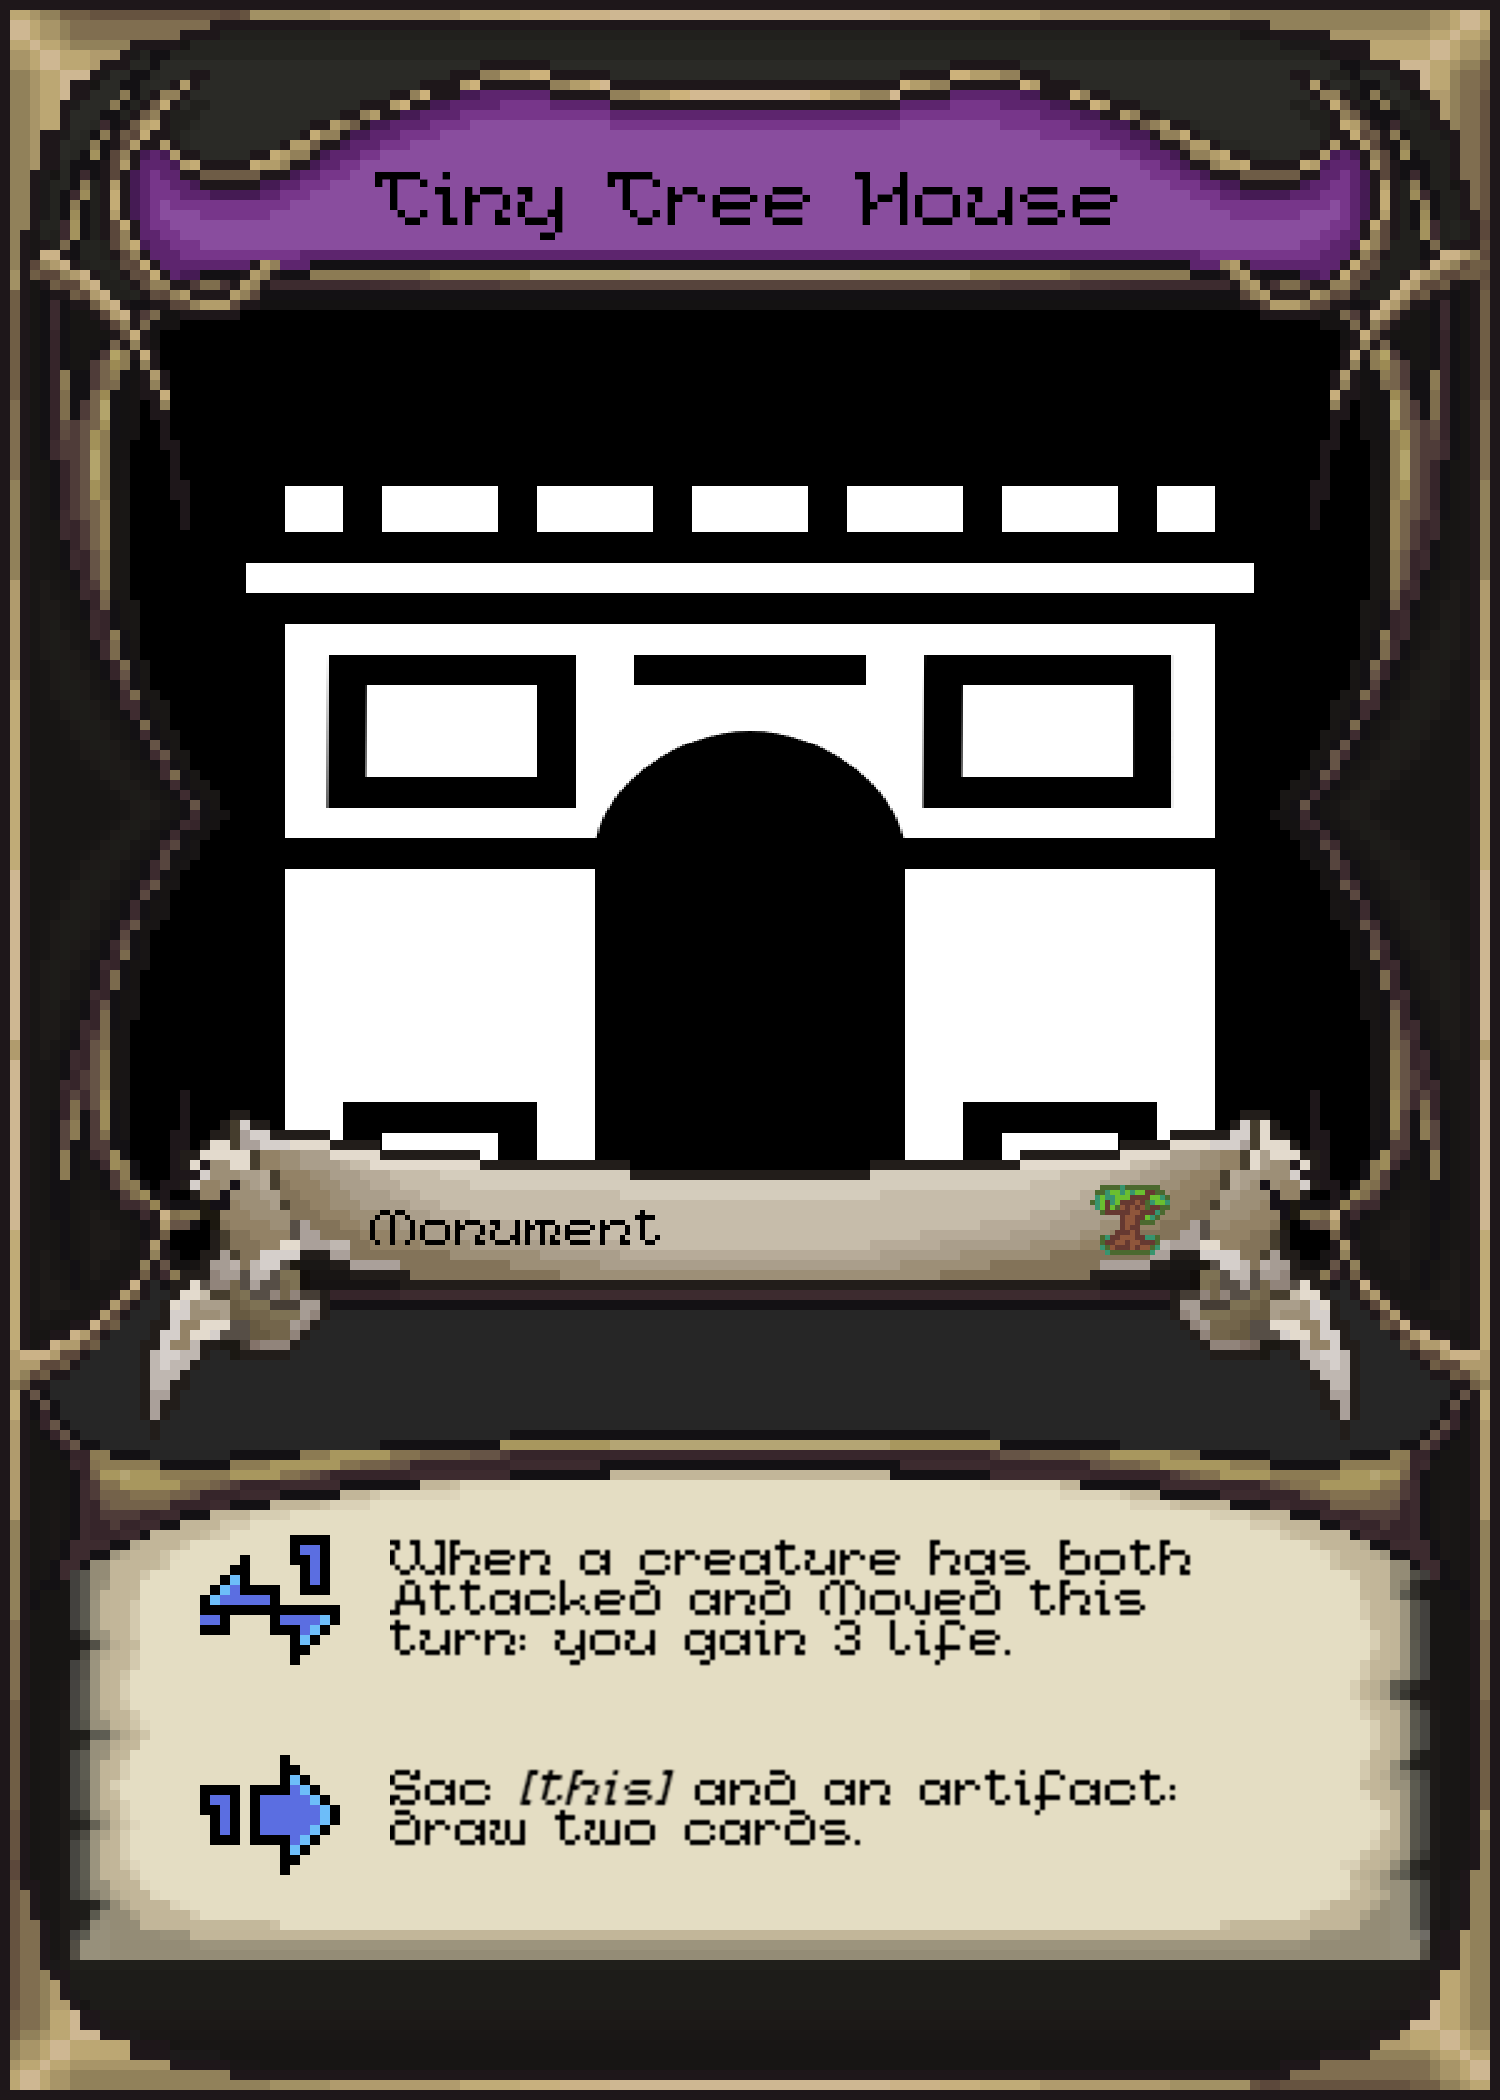 Tiny Tree House
Monument
1
When a creature has both
Attacked and Moved this
turn: you gain 3 life.
1
Sac [this] and an artifact:
draw two cards.